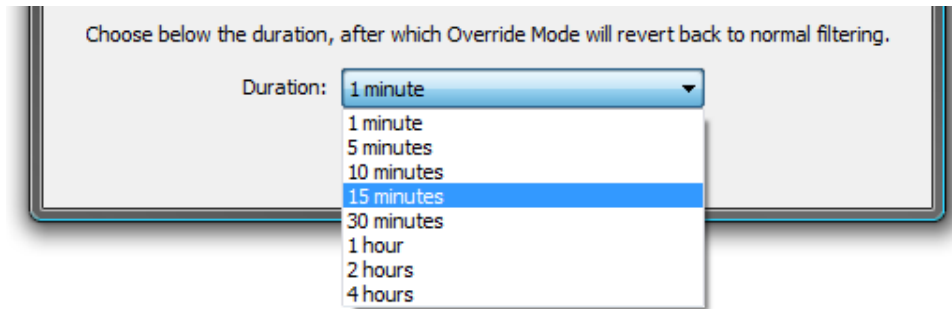 Choose below the duration, after which Override Mode will revert back to normal filtering.
Duration: 1 minute
1 minute
5 minutes
10 minutes
15 minutes
30 minutes
1 hour
2 hours
4 hours